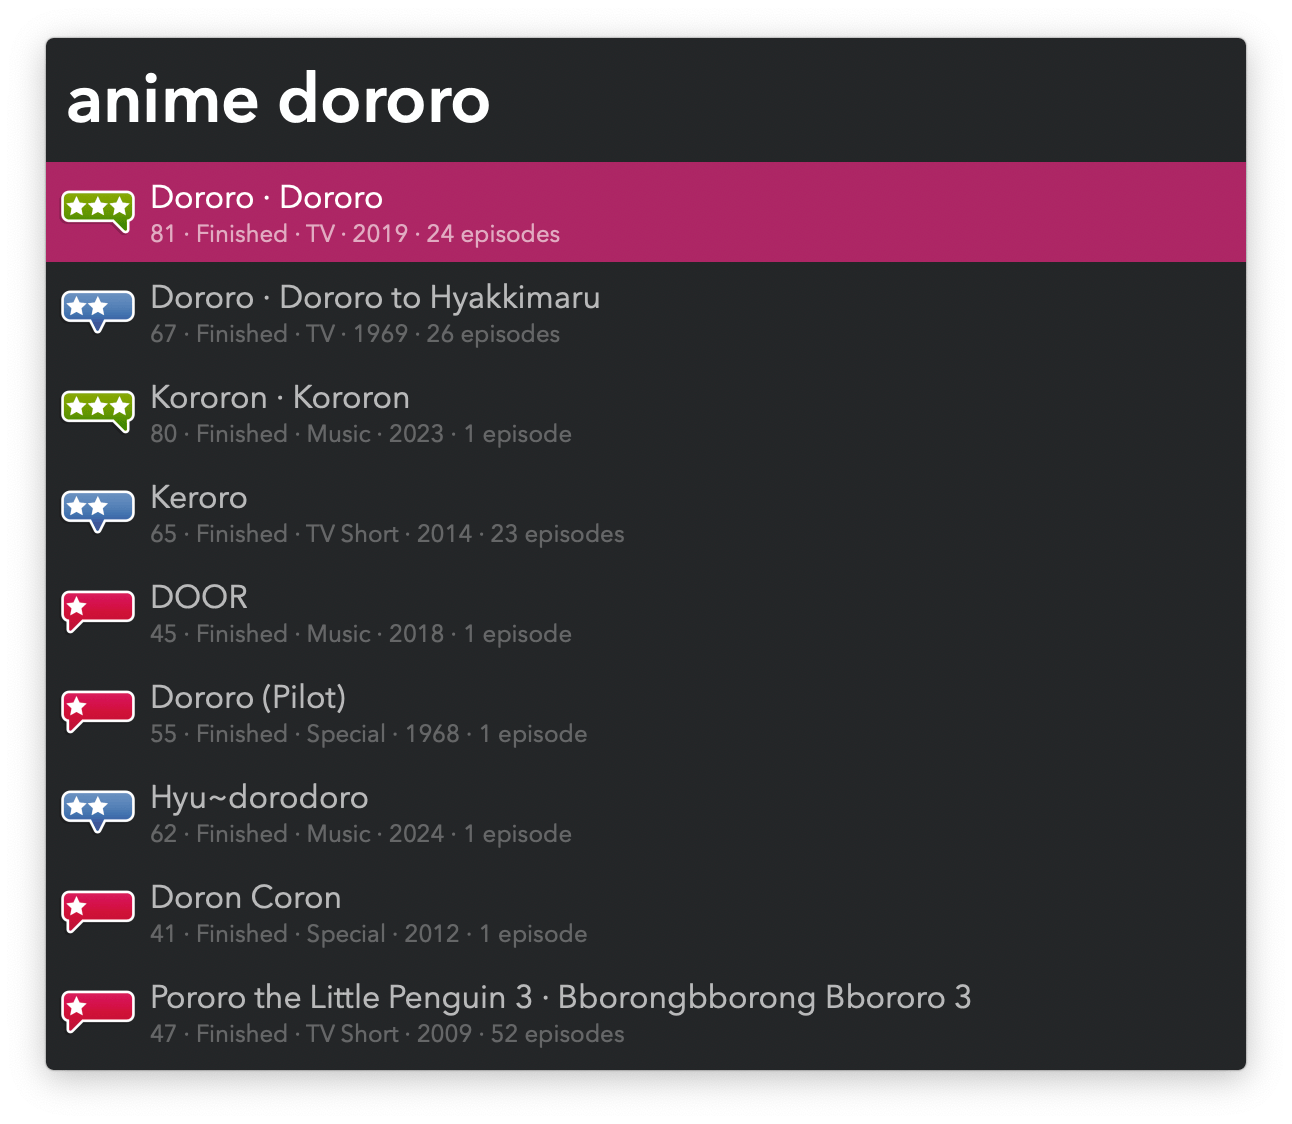 anime dororo
Dororo · Dororo
81 · Finished · TV · 2019 · 24 episodes
Dororo · Dororo to Hyakkimaru
67 · Finished · TV · 1969 · 26 episodes
Kororon · Kororon
80 · Finished · Music · 2023 · 1 episode
Keroro
65 · Finished · TV Short · 2014 · 23 episodes
DOOR
45 · Finished · Music · 2018 · 1 episode
Dororo (Pilot)
55 · Finished · Special · 1968 · 1 episode
Hyu~dorodoro
62 · Finished · Music · 2024 · 1 episode
Doron Coron
41 · Finished · Special · 2012 · 1 episode
Pororo the Little Penguin 3 · Bborongbborong Bbororo 3
47 · Finished · TV Short · 2009 · 52 episodes